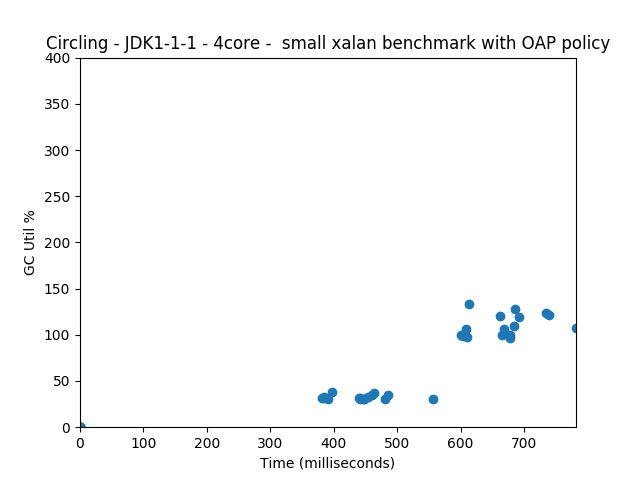 Circling - JDK1-1-1 - 4core -  small xalan benchmark with OAP policy
400
350
300
250
200
150
100
50
0
GC Util %
0 100 200 300 400 500 600 700
Time (milliseconds)